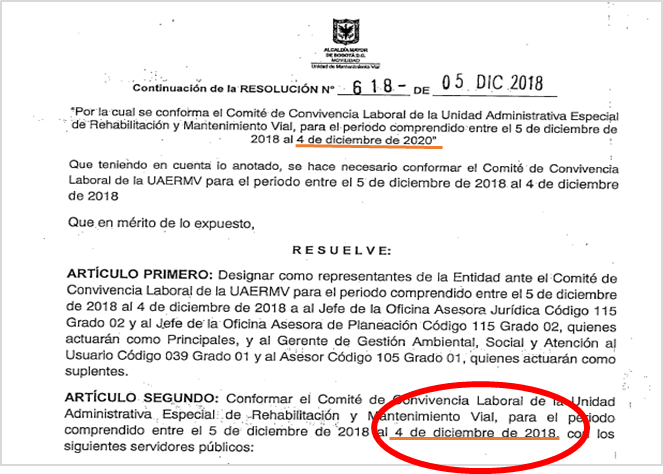 ALCALDÍA MAYOR
DE BOGOTÁ D.C.
MOVILIDAD
Unidad de Mantenimiento Vial
Continuación de la RESOLUCIÓN N° 618- DE 05 DIC 2018
"Por la cual se conforma el Comité de Convivencia Laboral de la Unidad Administrativa Especial
de Rehabilitación y Mantenimiento Vial, para el periodo comprendido entre el 5 de diciembre de
2018 al 4 de diciembre de 2020"
Que teniendo en cuenta lo anotado, se hace necesario conformar el Comité de Convivencia
Laboral de la UAERMV para el periodo entre el 5 de diciembre de 2018 al 4 de diciembre
de 2018
Que en mérito de lo expuesto,
RESUELVE:
ARTÍCULO PRIMERO: Designar como representantes de la Entidad ante el Comité de
Convivencia Laboral de la UAERMV para el periodo comprendido entre el 5 de diciembre
de 2018 al 4 de diciembre de 2018 a al Jefe de la Oficina Asesora Jurídica Código 115
Grado 02 y al Jefe de la Oficina Asesora de Planeación Código 115 Grado 02, quienes
actuarán como Principales, y al Gerente de Gestión Ambiental, Social y Atención al
Usuario Código 039 Grado 01 y al Asesor Código 105 Grado 01, quienes actuarán como
suplentes.
ARTÍCULO SEGUNDO: Conformar el Comité de Convivencia Laboral de la Unidad
Administrativa Especial de Rehabilitación y Mantenimiento Vial, para el periodo
comprendido entre el 5 de diciembre de 2018 al 4 de diciembre de 2018, con los
siguientes servidores públicos: